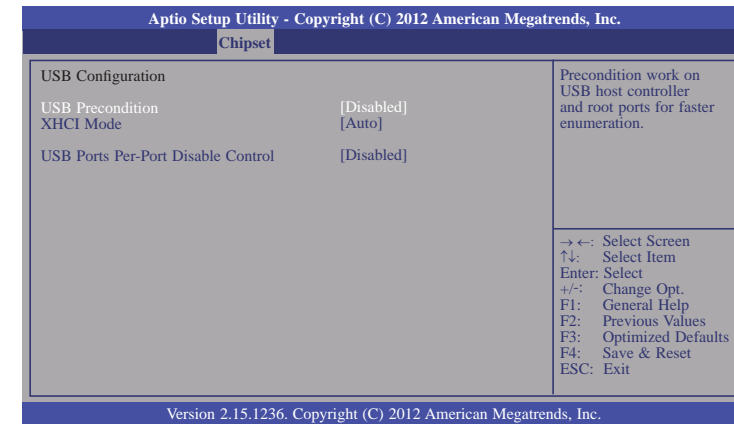 Aptio Setup Utility - Copyright (C) 2012 American Megatrends, Inc.
Chipset
USB Configuration
USB Precondition [Disabled]
XHCI Mode [Auto]
USB Ports Per-Port Disable Control [Disabled]
Precondition work on
USB host controller
and root ports for faster
enumeration.
→ ←: Select Screen
↑↓: Select Item
Enter: Select
+/-: Change Opt.
F1: General Help
F2: Previous Values
F3: Optimized Defaults
F4: Save & Reset
ESC: Exit
Version 2.15.1236. Copyright (C) 2012 American Megatrends, Inc.